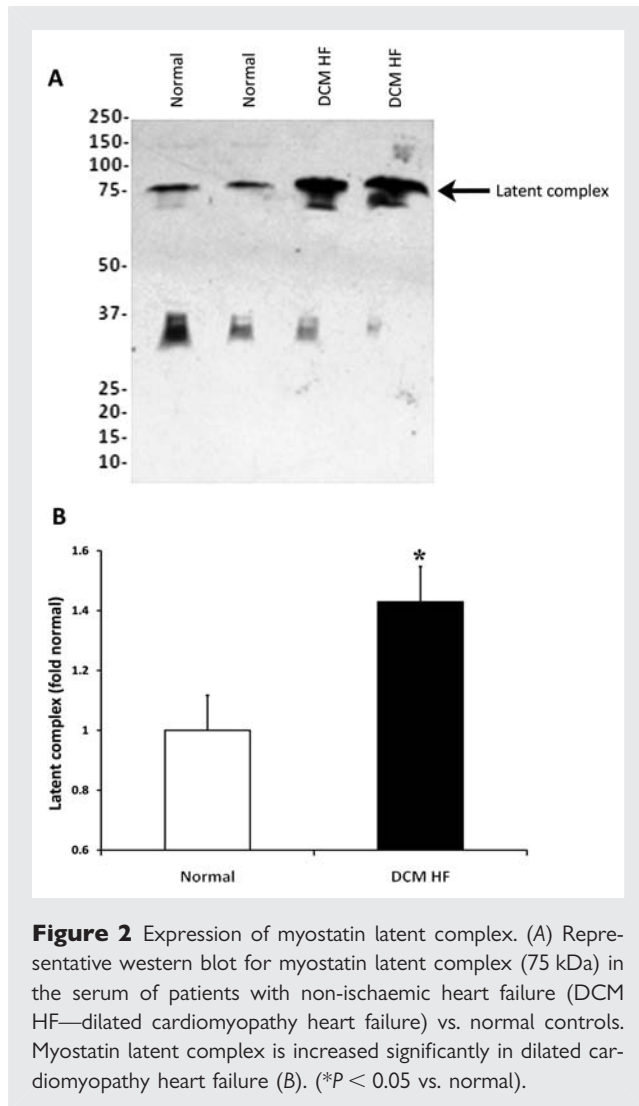 A
Normal
Normal
DCM HF
DCM HF
250-
150-
100-
75-
50-
37-
25-
20-
15-
10-
Latent complex
B
Latent complex (fold normal)
1.6
1.4
1.2
1
0.8
0.6
*
Normal
DCM HF
Figure 2 Expression of myostatin latent complex. (A) Repre-
sentative western blot for myostatin latent complex (75 kDa) in
the serum of patients with non-ischaemic heart failure (DCM
HF—dilated cardiomyopathy heart failure) vs. normal controls.
Myostatin latent complex is increased significantly in dilated car-
diomyopathy heart failure (B). (*P < 0.05 vs. normal).